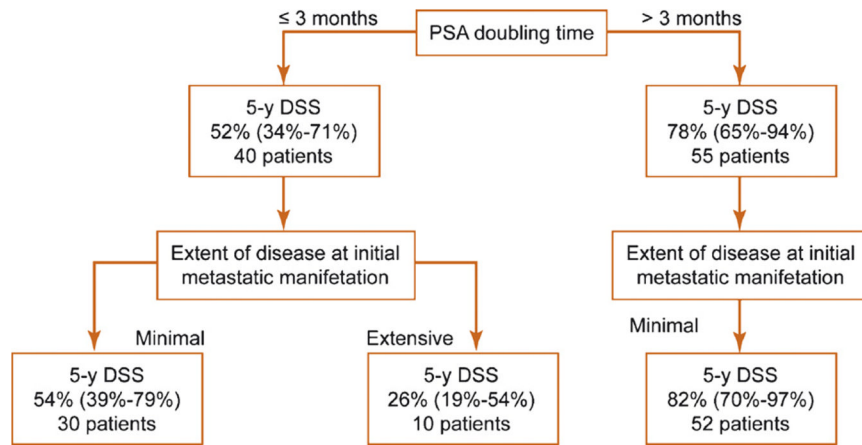 ≤ 3 months
PSA doubling time
> 3 months
5-y DSS
52% (34%-71%)
40 patients
5-y DSS
78% (65%-94%)
55 patients
Extent of disease at initial
metastatic manifetation
Extent of disease at initial
metastatic manifetation
Minimal
Extensive
Minimal
5-y DSS
54% (39%-79%)
30 patients
5-y DSS
26% (19%-54%)
10 patients
5-y DSS
82% (70%-97%)
52 patients